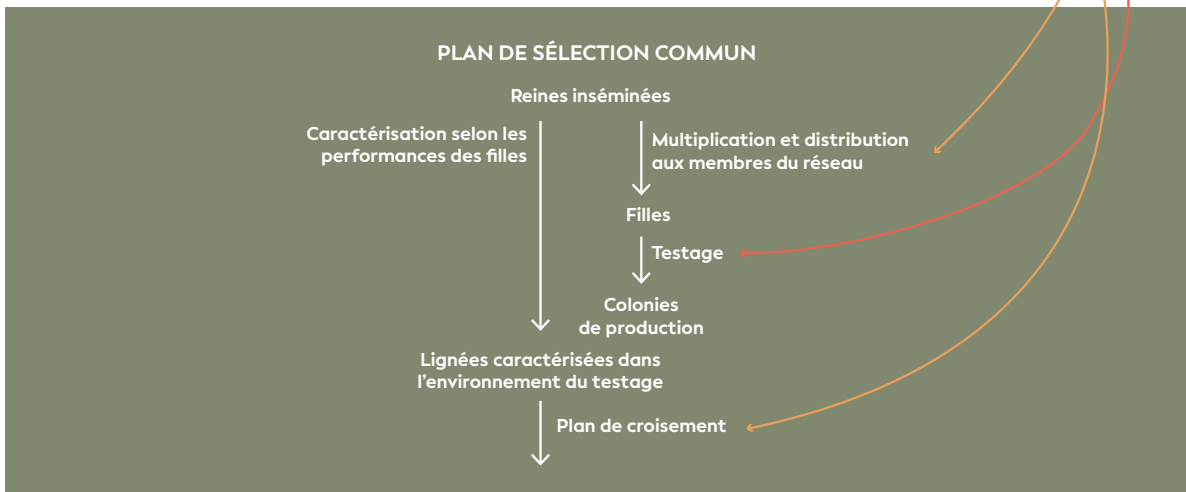 PLAN DE SÉLECTION COMMUN
Reines inséminées
Caractérisation selon les
performances des filles
Multiplication et distribution
aux membres du réseau
Filles
Testage
Colonies
de production
Lignées caractérisées dans
l’environnement du testage
Plan de croisement